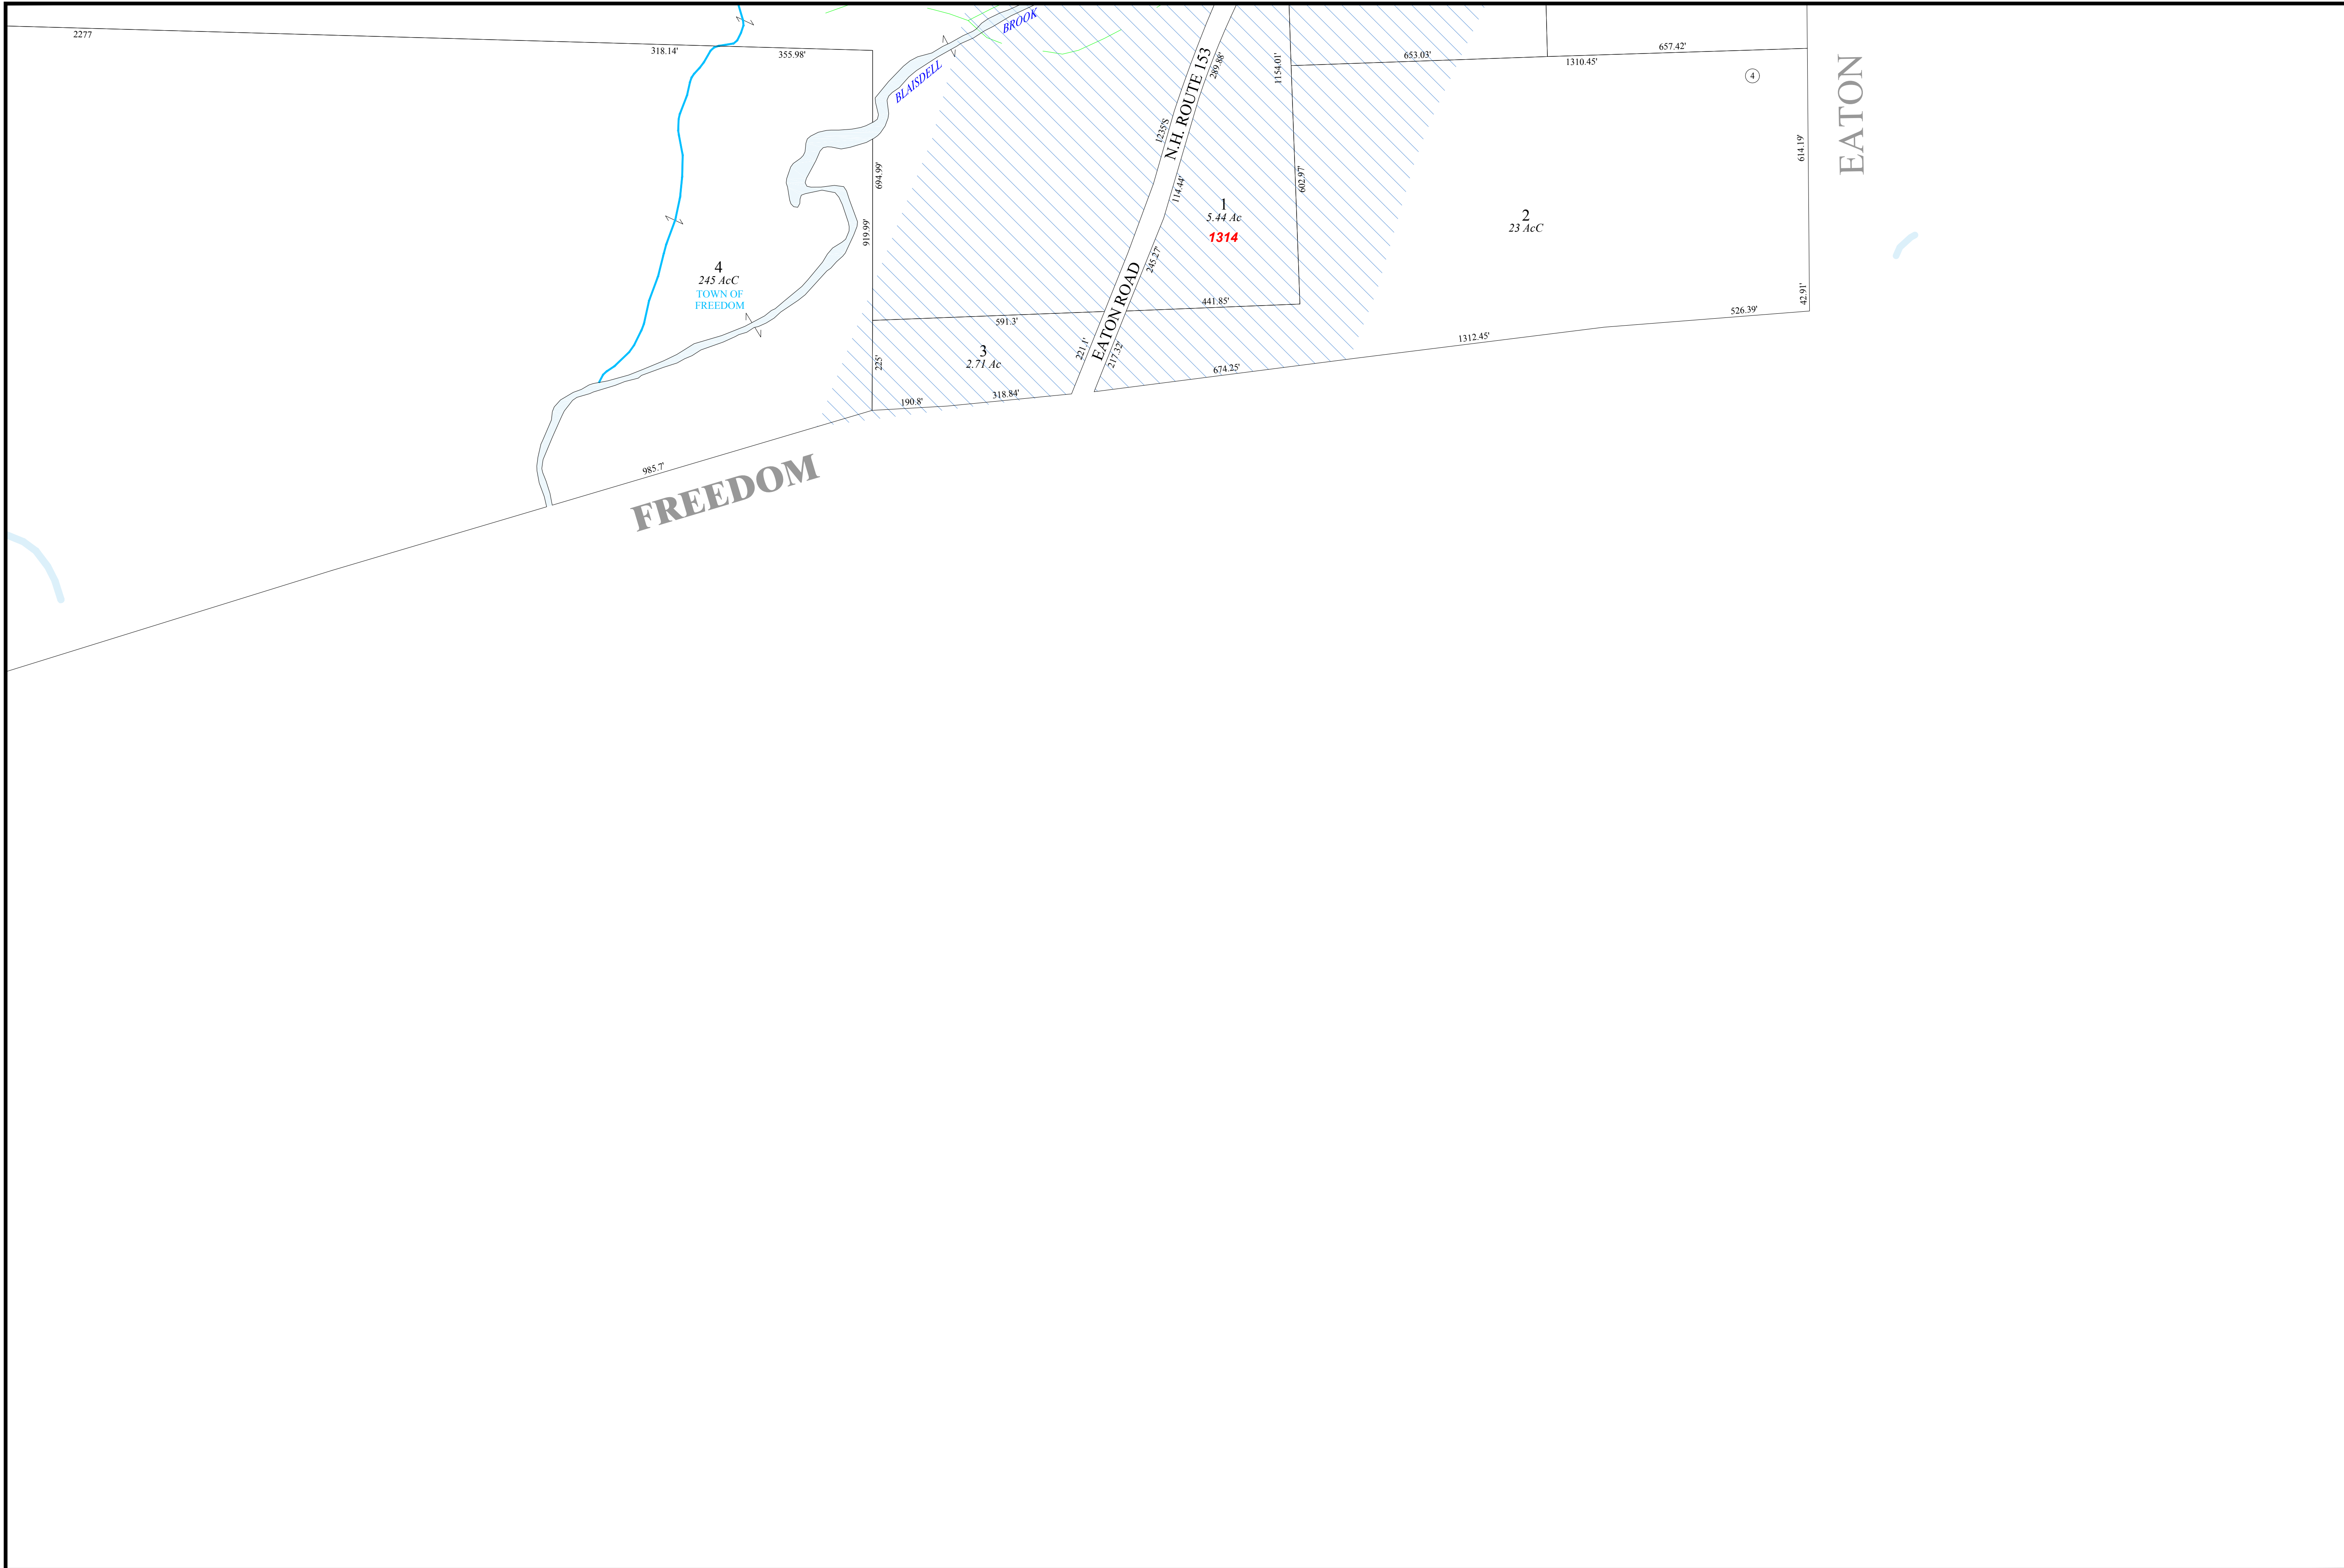 2277
318.14'
355.98'
BLAISDELL
BROOK
N.H. ROUTE 153
289.88'
1235'S
1154.01'
653.03'
1310.45'
657.42'
4
EATON
614.19'
694.99'
919.99'
114.44'
602.97'
1
5.44 Ac
1314
2
23 AcC
4
245 AcC
TOWN OF
FREEDOM
EATON ROAD
245.27'
441.85'
42.91'
526.39'
591.3'
1312.45'
3
2.71 Ac
225'
221.1'
217.32'
674.25'
190.8'
318.84'
985.7'
FREEDOM